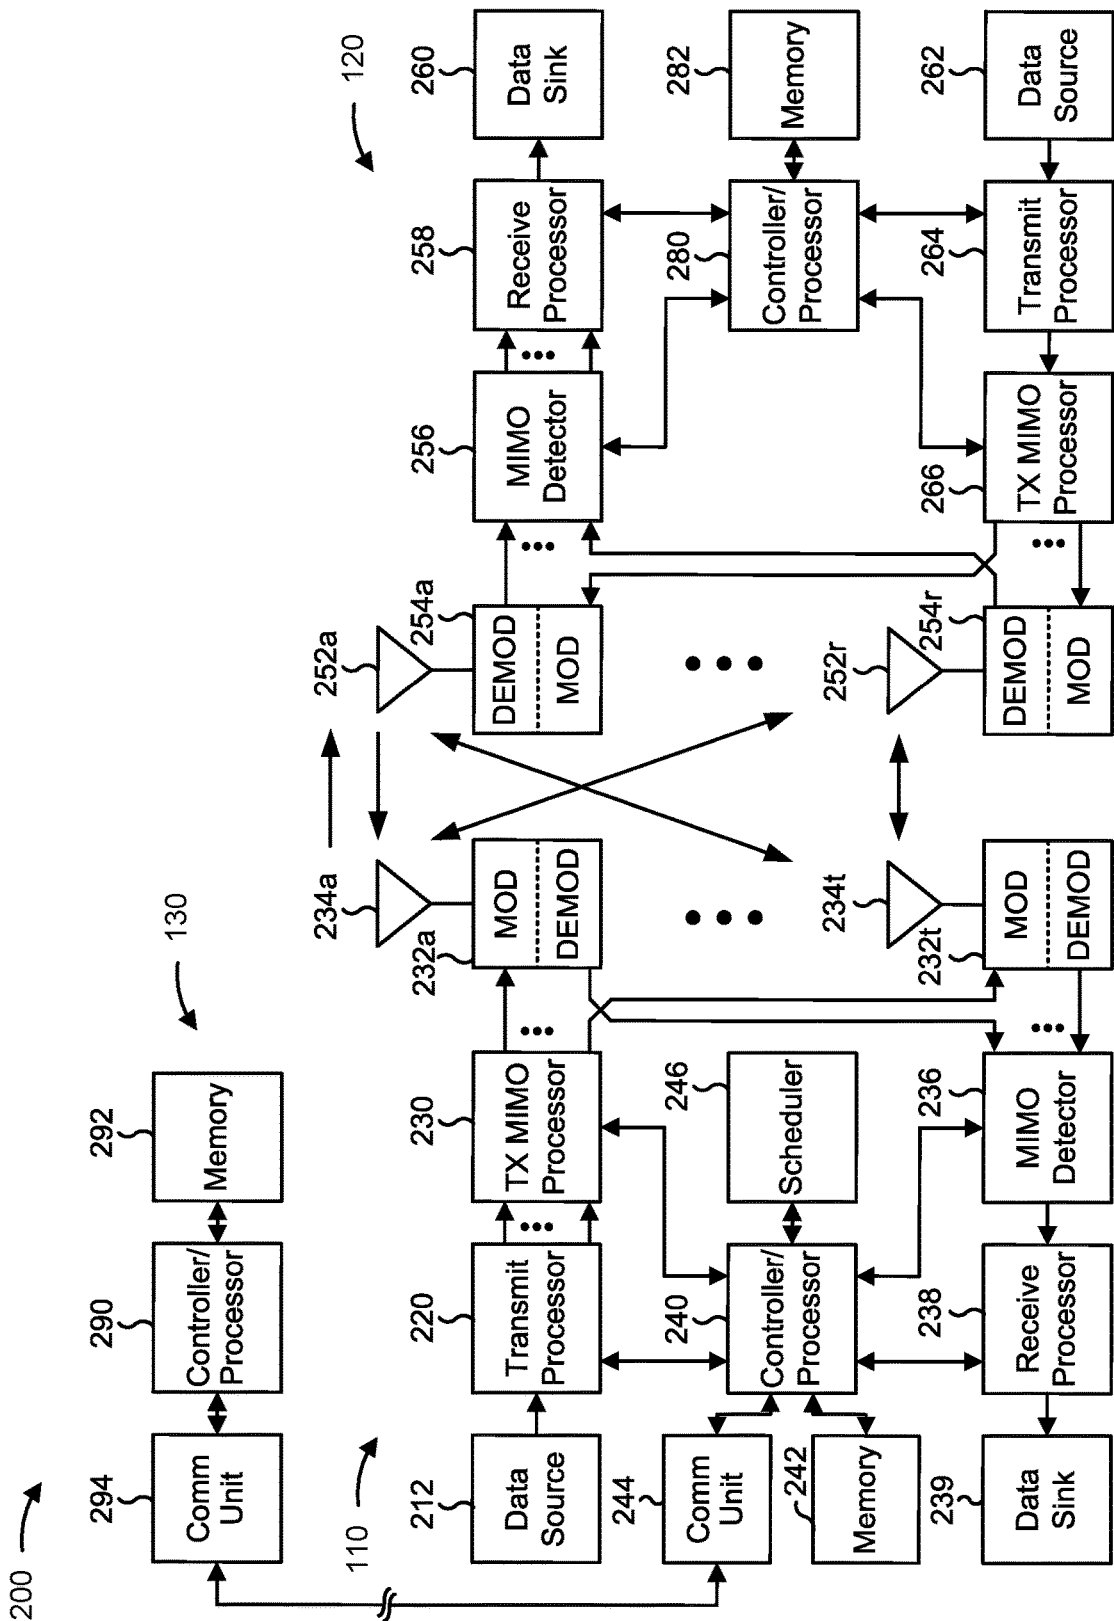 200
130
294
Comm
Unit
290
Controller/
Processor
292
Memory
110
120
212
Data
Source
220
Transmit
Processor
230
TX MIMO
Processor
232a
MOD
DEMOD
234a
252a
254a
DEMOD
MOD
256
MIMO
Detector
258
Receive
Processor
260
Data
Sink
244
Comm
Unit
242
Memory
240
Controller/
Processor
246
Scheduler
280
Controller/
Processor
282
Memory
239
Data
Sink
238
Receive
Processor
236
MIMO
Detector
232t
MOD
DEMOD
234t
252r
254r
DEMOD
MOD
266
TX MIMO
Processor
264
Transmit
Processor
262
Data
Source